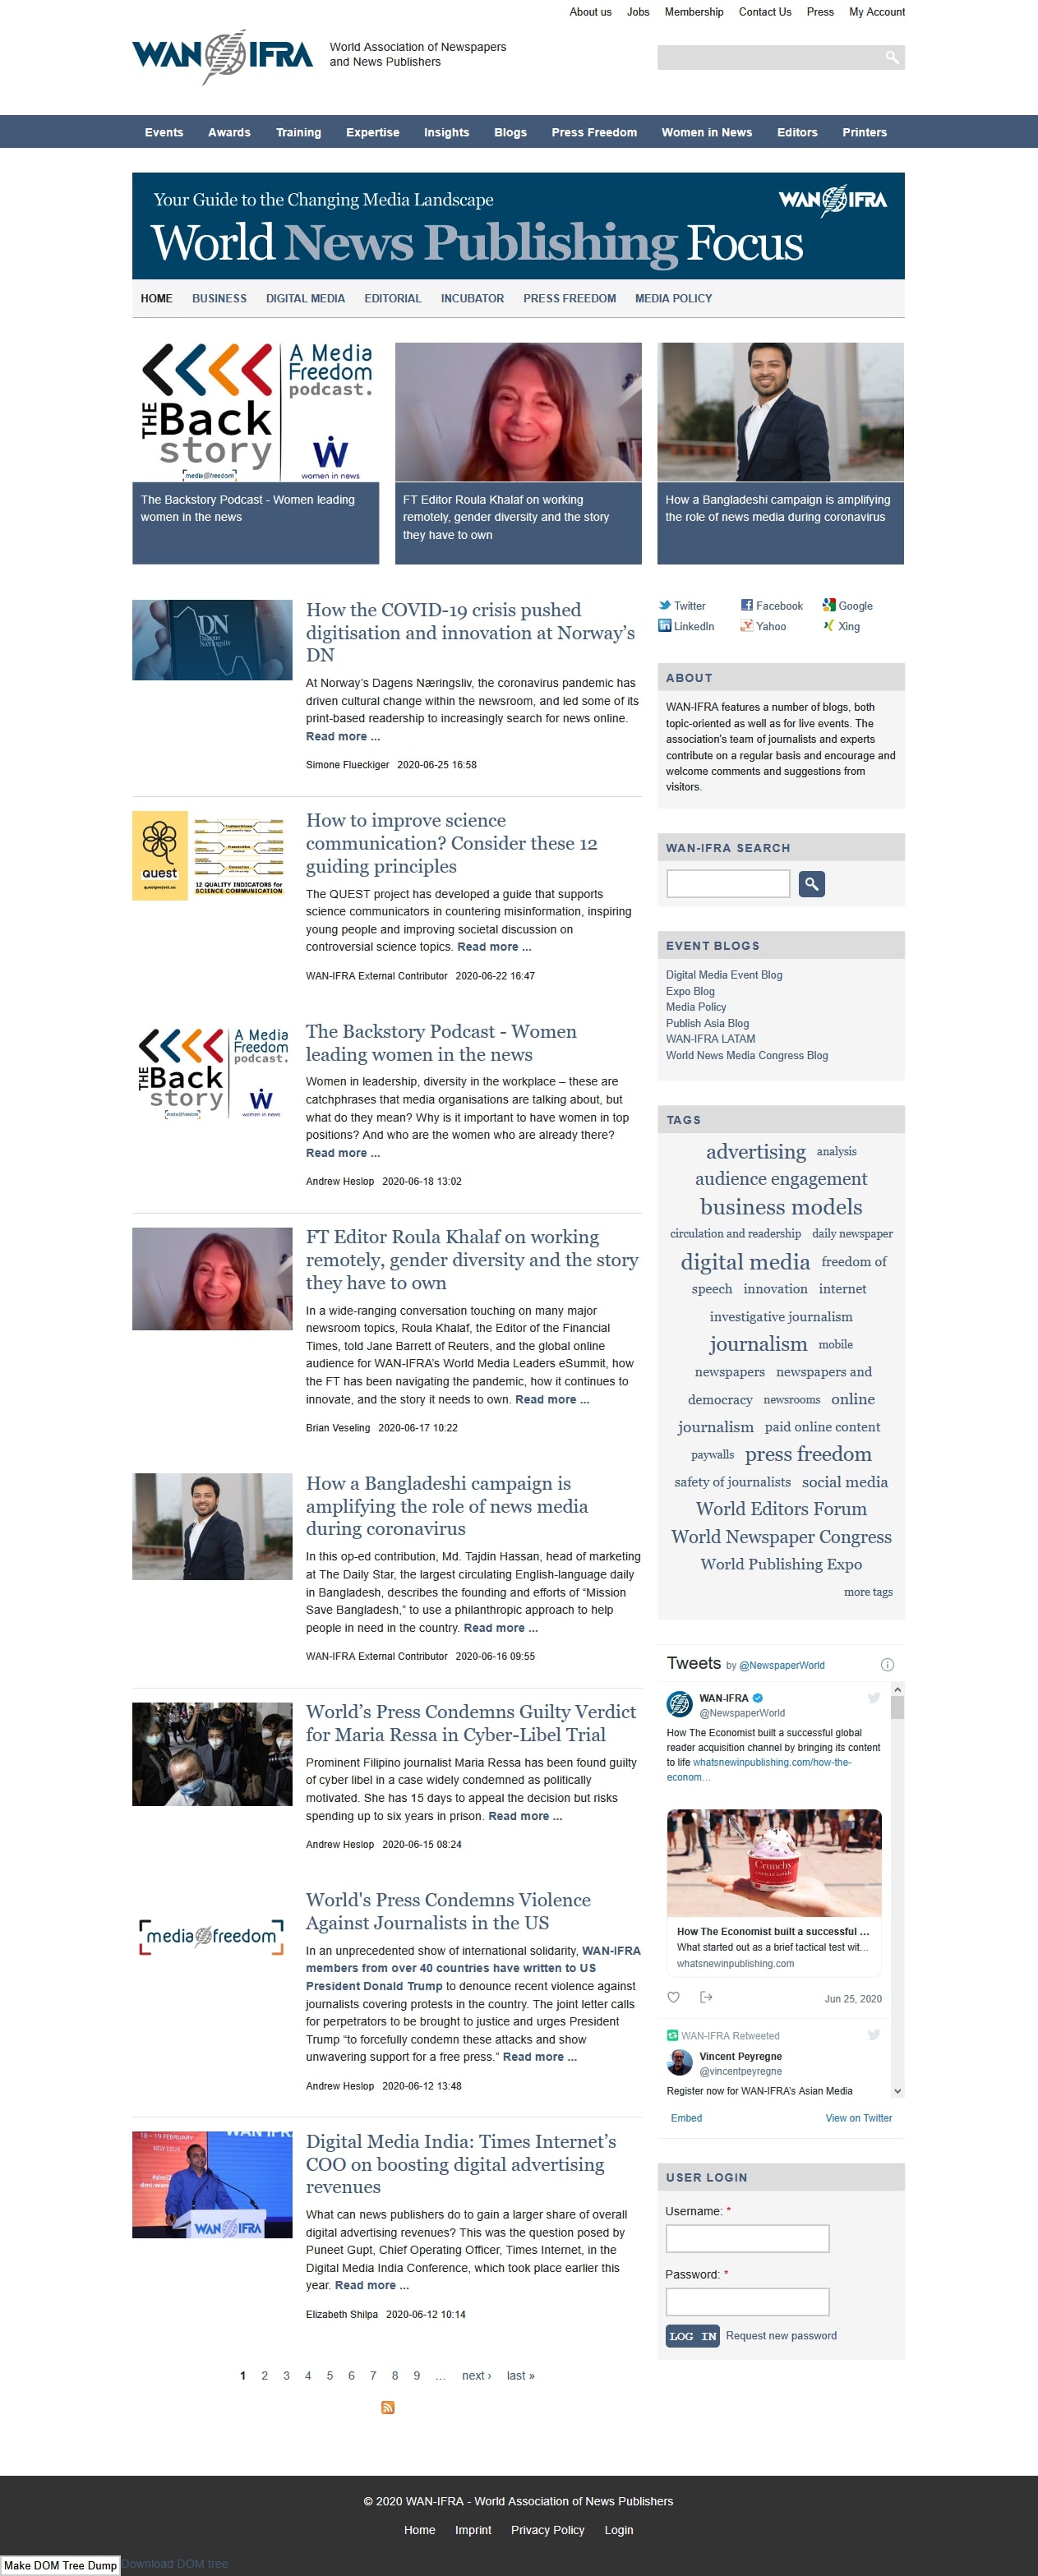 About us Jobs Membership Contact Us Press My Account
WAN IFRA
World Association of Newspapers
and News Publishers
Events Awards Training Expertise Insights Blogs Press Freedom Women in News Editors Printers
Your Guide to the Changing Media Landscape
WAN IFRA
World News Publishing Focus
HOME BUSINESS DIGITAL MEDIA EDITORIAL INCUBATOR PRESS FREEDOM MEDIA POLICY
A Media
Freedom
podcast.
THE Back
story
media freedom
women in news
The Backstory Podcast - Women leading
women in the news
FT Editor Roula Khalaf on working
remotely, gender diversity and the story
they have to own
How a Bangladeshi campaign is amplifying
the role of news media during coronavirus
DN
How the COVID-19 crisis pushed
digitisation and innovation at Norway’s
DN
At Norway’s Dagens Næringsliv, the coronavirus pandemic has
driven cultural change within the newsroom, and led some of its
print-based readership to increasingly search for news online.
Read more ...
Simone Flueckiger 2020-06-25 16:58
quest
questproject.eu
12 QUALITY INDICATORS for
SCIENCE COMMUNICATION
How to improve science
communication? Consider these 12
guiding principles
The QUEST project has developed a guide that supports
science communicators in countering misinformation, inspiring
young people and improving societal discussion on
controversial science topics. Read more ...
WAN-IFRA External Contributor 2020-06-22 16:47
A Media
Freedom
podcast.
THE Back
story
media freedom
women in news
The Backstory Podcast - Women
leading women in the news
Women in leadership, diversity in the workplace – these are
catchphrases that media organisations are talking about, but
what do they mean? Why is it important to have women in top
positions? And who are the women who are already there?
Read more ...
Andrew Heslop 2020-06-18 13:02
FT Editor Roula Khalaf on working
remotely, gender diversity and the story
they have to own
In a wide-ranging conversation touching on many major
newsroom topics, Roula Khalaf, the Editor of the Financial
Times, told Jane Barrett of Reuters, and the global online
audience for WAN-IFRA’s World Media Leaders eSummit, how
the FT has been navigating the pandemic, how it continues to
innovate, and the story it needs to own. Read more ...
Brian Veseling 2020-06-17 10:22
How a Bangladeshi campaign is
amplifying the role of news media
during coronavirus
In this op-ed contribution, Md. Tajdin Hassan, head of marketing
at The Daily Star, the largest circulating English-language daily
in Bangladesh, describes the founding and efforts of “Mission
Save Bangladesh,” to use a philanthropic approach to help
people in need in the country. Read more ...
WAN-IFRA External Contributor 2020-06-16 09:55
World’s Press Condemns Guilty Verdict
for Maria Ressa in Cyber-Libel Trial
Prominent Filipino journalist Maria Ressa has been found guilty
of cyber libel in a case widely condemned as politically
motivated. She has 15 days to appeal the decision but risks
spending up to six years in prison. Read more ...
Andrew Heslop 2020-06-15 08:24
media freedom
World's Press Condemns Violence
Against Journalists in the US
In an unprecedented show of international solidarity, WAN-IFRA
members from over 40 countries have written to US
President Donald Trump to denounce recent violence against
journalists covering protests in the country. The joint letter calls
for perpetrators to be brought to justice and urges President
Trump “to forcefully condemn these attacks and show
unwavering support for a free press.” Read more ...
Andrew Heslop 2020-06-12 13:48
18 - 19 FEBRUARY
WAN IFRA
Digital Media India: Times Internet’s
COO on boosting digital advertising
revenues
What can news publishers do to gain a larger share of overall
digital advertising revenues? This was the question posed by
Puneet Gupt, Chief Operating Officer, Times Internet, in the
Digital Media India Conference, which took place earlier this
year. Read more ...
Elizabeth Shilpa 2020-06-12 10:14
1 2 3 4 5 6 7 8 9 … next › last »
Twitter Facebook Google
LinkedIn Yahoo Xing
ABOUT
WAN-IFRA features a number of blogs, both
topic-oriented as well as for live events. The
association's team of journalists and experts
contribute on a regular basis and encourage and
welcome comments and suggestions from
visitors.
WAN-IFRA SEARCH
EVENT BLOGS
Digital Media Event Blog
Expo Blog
Media Policy
Publish Asia Blog
WAN-IFRA LATAM
World News Media Congress Blog
TAGS
advertising analysis
audience engagement
business models
circulation and readership daily newspaper
digital media freedom of
speech innovation internet
investigative journalism
journalism mobile
newspapers newspapers and
democracy newsrooms online
journalism paid online content
paywalls press freedom
safety of journalists social media
World Editors Forum
World Newspaper Congress
World Publishing Expo
more tags
Tweets by @NewspaperWorld
WAN-IFRA
@NewspaperWorld
How The Economist built a successful global
reader acquisition channel by bringing its content
to life whatsnewinpublishing.com/how-the-
econom…
Crunchy
How The Economist built a successful ...
What started out as a brief tactical test wit...
whatsnewinpublishing.com
Jun 25, 2020
WAN-IFRA Retweeted
Vincent Peyregne
@vincentpeyregne
Register now for WAN-IFRA's Asian Media
Embed View on Twitter
USER LOGIN
Username: *
Password: *
LOG IN Request new password
© 2020 WAN-IFRA - World Association of News Publishers
Home Imprint Privacy Policy Login
Make DOM Tree Dump Download DOM tree